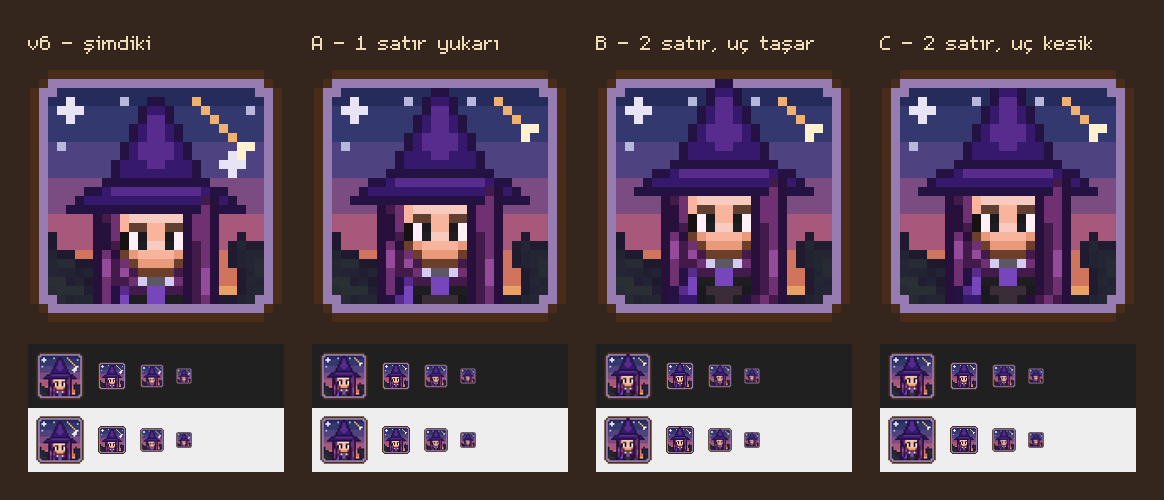 v6 - şimdiki
A - 1 satır yukarı
B - 2 satır, uç taşar
C - 2 satır, uç kesik